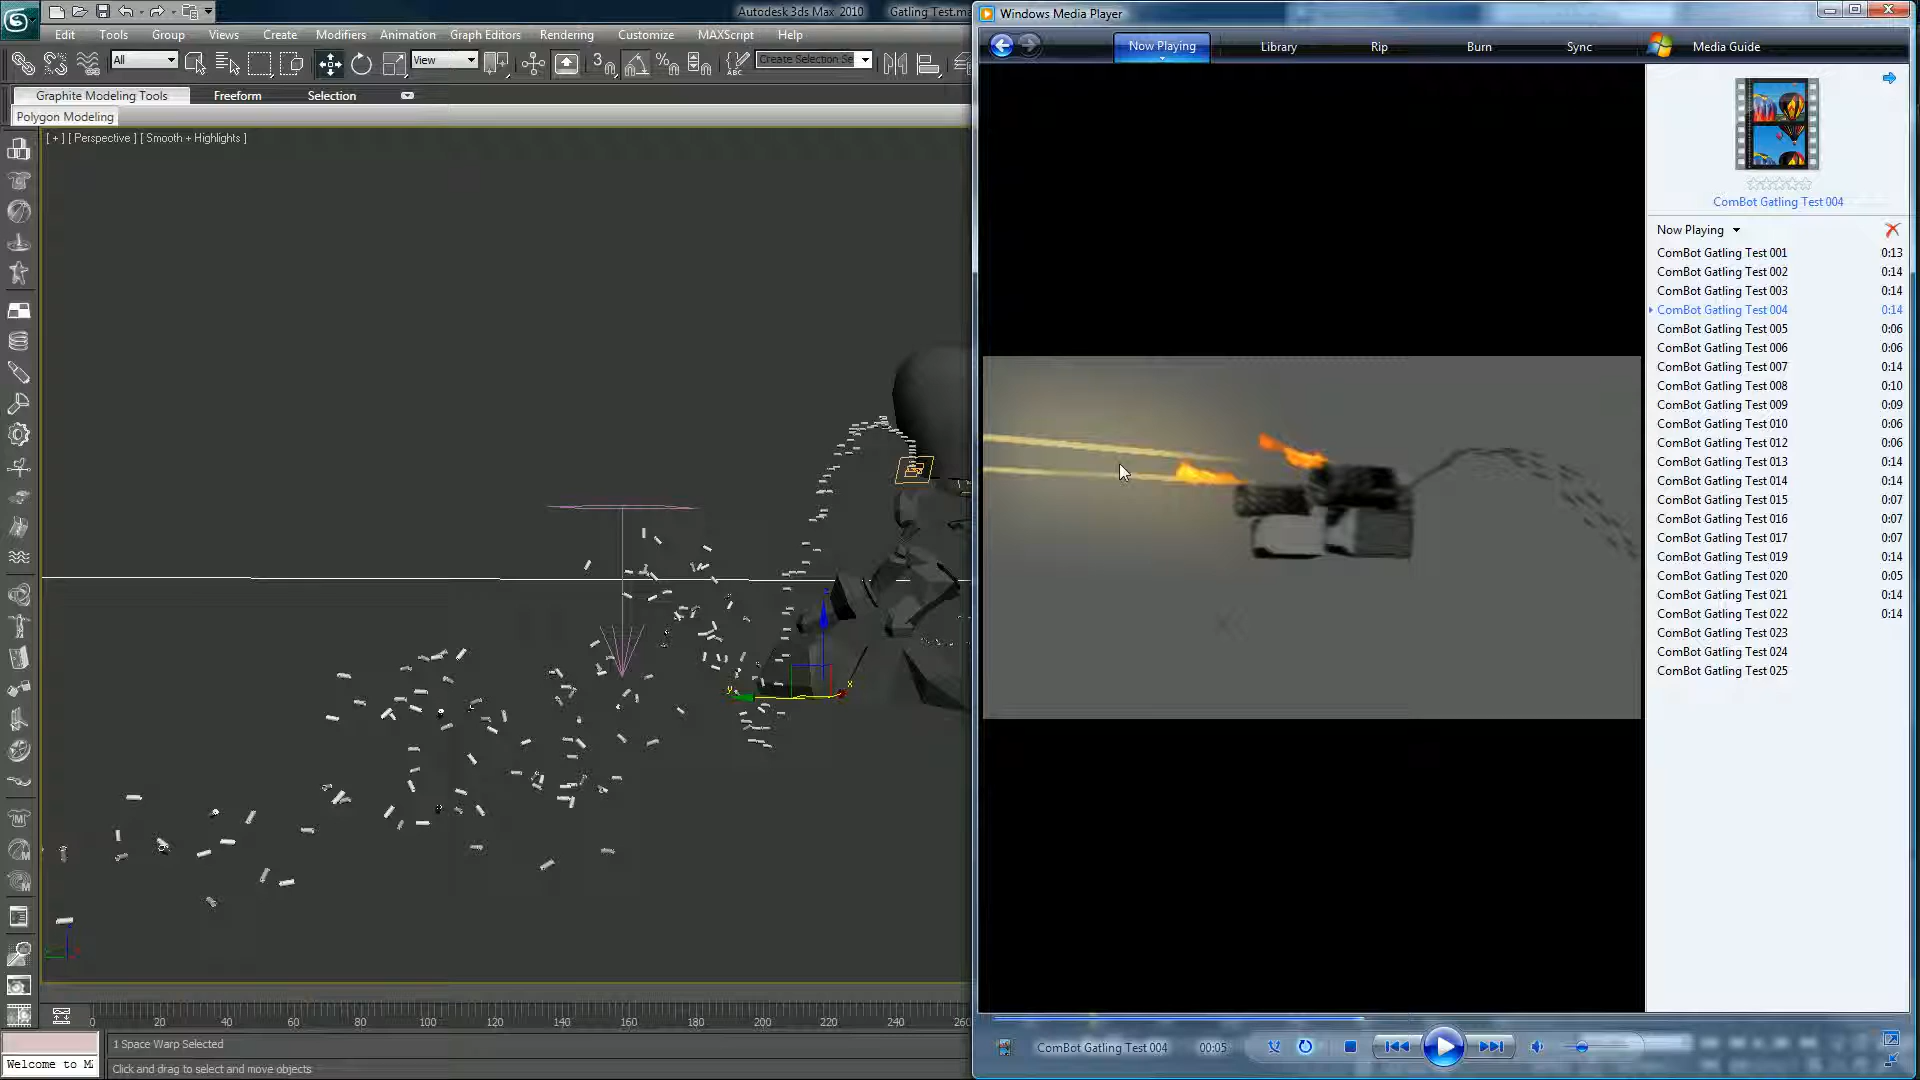 Autodesk 3ds Max 2010 Gatling Test.ma
Edit Tools Group Views Create Modifiers Animation Graph Editors Rendering Customize MAXScript Help
All
View
3
ABC
Create Selection Se
Graphite Modeling Tools Freeform Selection
Polygon Modeling
[ + ] [ Perspective ] [ Smooth + Highlights ]
y
x
0 20 40 60 80 100 120 140 160 180 200 220 240 260
1 Space Warp Selected
Welcome to M
Click and drag to select and move objects
Windows Media Player
Now Playing Library Rip Burn Sync Media Guide
ComBot Gatling Test 004
Now Playing
ComBot Gatling Test 001 0:13
ComBot Gatling Test 002 0:14
ComBot Gatling Test 003 0:14
ComBot Gatling Test 004 0:14
ComBot Gatling Test 005 0:06
ComBot Gatling Test 006 0:06
ComBot Gatling Test 007 0:14
ComBot Gatling Test 008 0:10
ComBot Gatling Test 009 0:09
ComBot Gatling Test 010 0:06
ComBot Gatling Test 012 0:06
ComBot Gatling Test 013 0:14
ComBot Gatling Test 014 0:14
ComBot Gatling Test 015 0:07
ComBot Gatling Test 016 0:07
ComBot Gatling Test 017 0:07
ComBot Gatling Test 019 0:14
ComBot Gatling Test 020 0:05
ComBot Gatling Test 021 0:14
ComBot Gatling Test 022 0:14
ComBot Gatling Test 023
ComBot Gatling Test 024
ComBot Gatling Test 025
ComBot Gatling Test 004 00:05